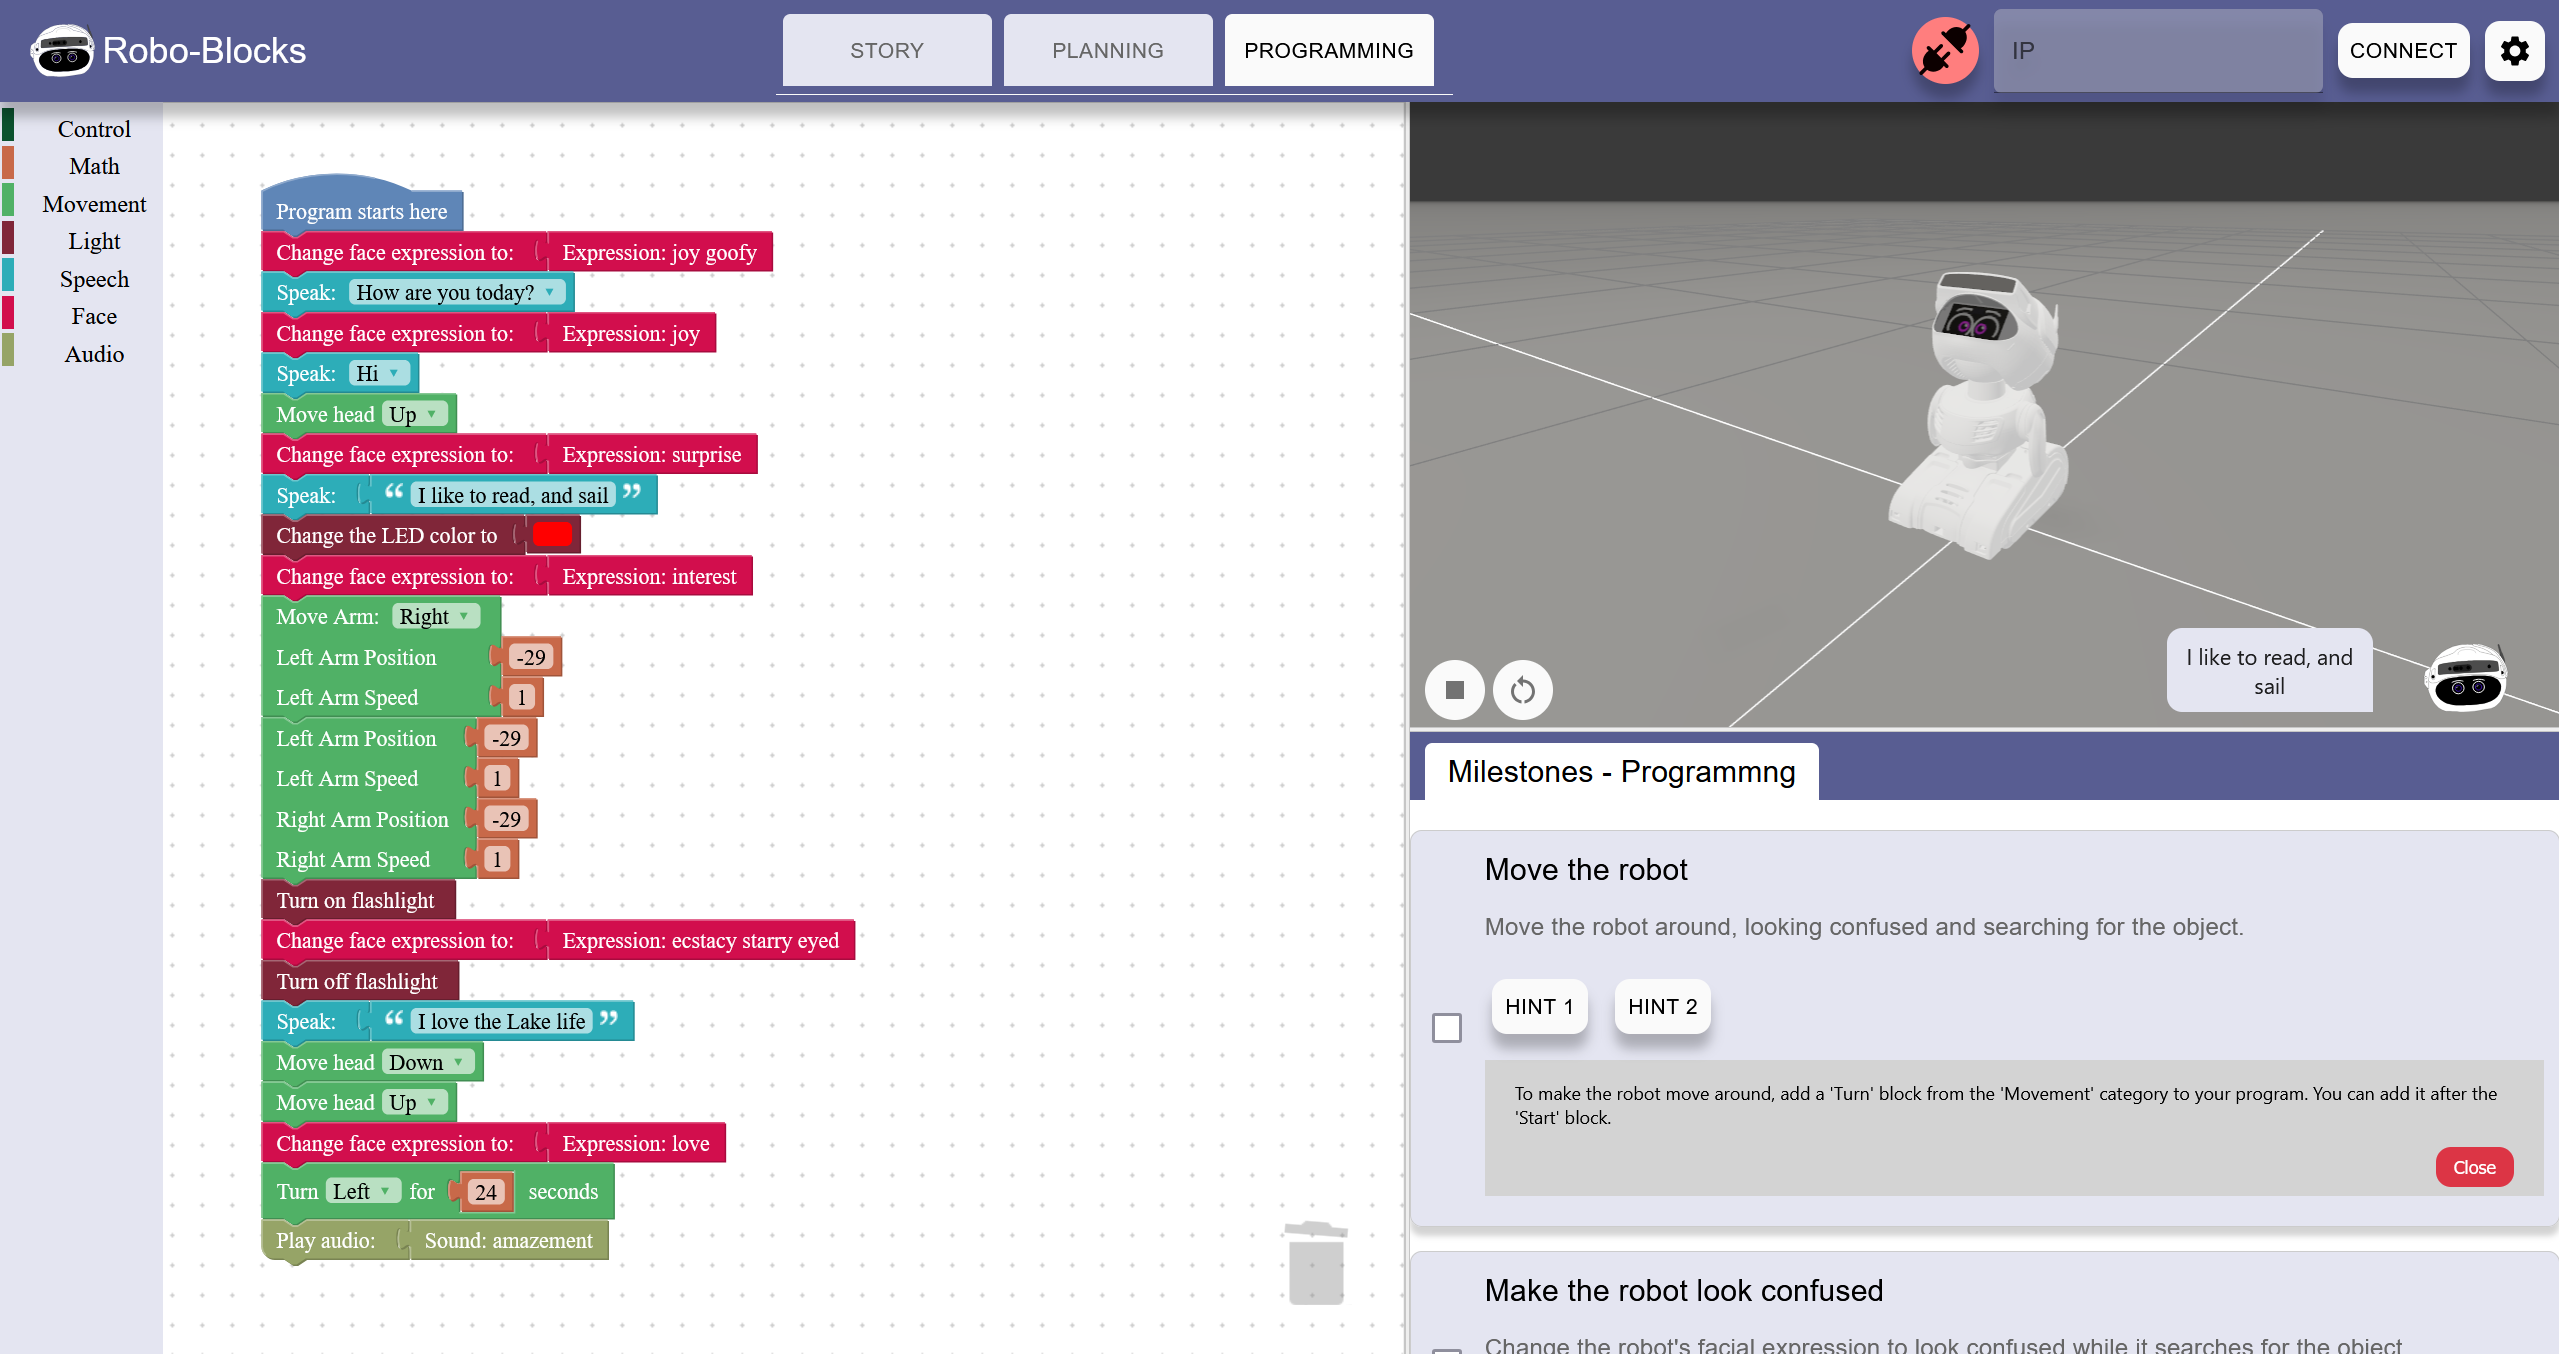 Robo-Blocks
STORY
PLANNING
PROGRAMMING
IP
CONNECT
Control
Math
Movement
Light
Speech
Face
Audio
Program starts here
Change face expression to: Expression: joy goofy
Speak: How are you today?
Change face expression to: Expression: joy
Speak: Hi
Move head Up
Change face expression to: Expression: surprise
Speak: “ I like to read, and sail ”
Change the LED color to
Change face expression to: Expression: interest
Move Arm: Right
Left Arm Position -29
Left Arm Speed 1
Left Arm Position -29
Left Arm Speed 1
Right Arm Position -29
Right Arm Speed 1
Turn on flashlight
Change face expression to: Expression: ecstacy starry eyed
Turn off flashlight
Speak: “ I love the Lake life ”
Move head Down
Move head Up
Change face expression to: Expression: love
Turn Left for 24 seconds
Play audio: Sound: amazement
I like to read, and
sail
Milestones - Programmng
Move the robot
Move the robot around, looking confused and searching for the object.
HINT 1
HINT 2
To make the robot move around, add a 'Turn' block from the 'Movement' category to your program. You can add it after the
'Start' block.
Close
Make the robot look confused
Change the robot's facial expression to look confused while it searches for the object